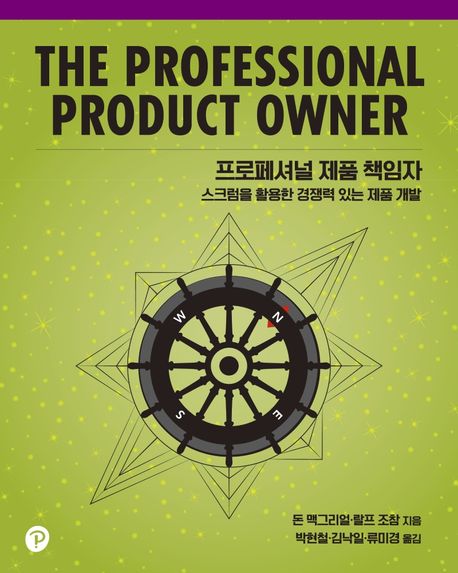 THE PROFESSIONAL
PRODUCT OWNER
프로페셔널 제품 책임자
스크럼을 활용한 경쟁력 있는 제품 개발
W
N
S
E
돈 맥그리얼·랄프 조참 지음
박현철·김낙일·류미경 옮김
P